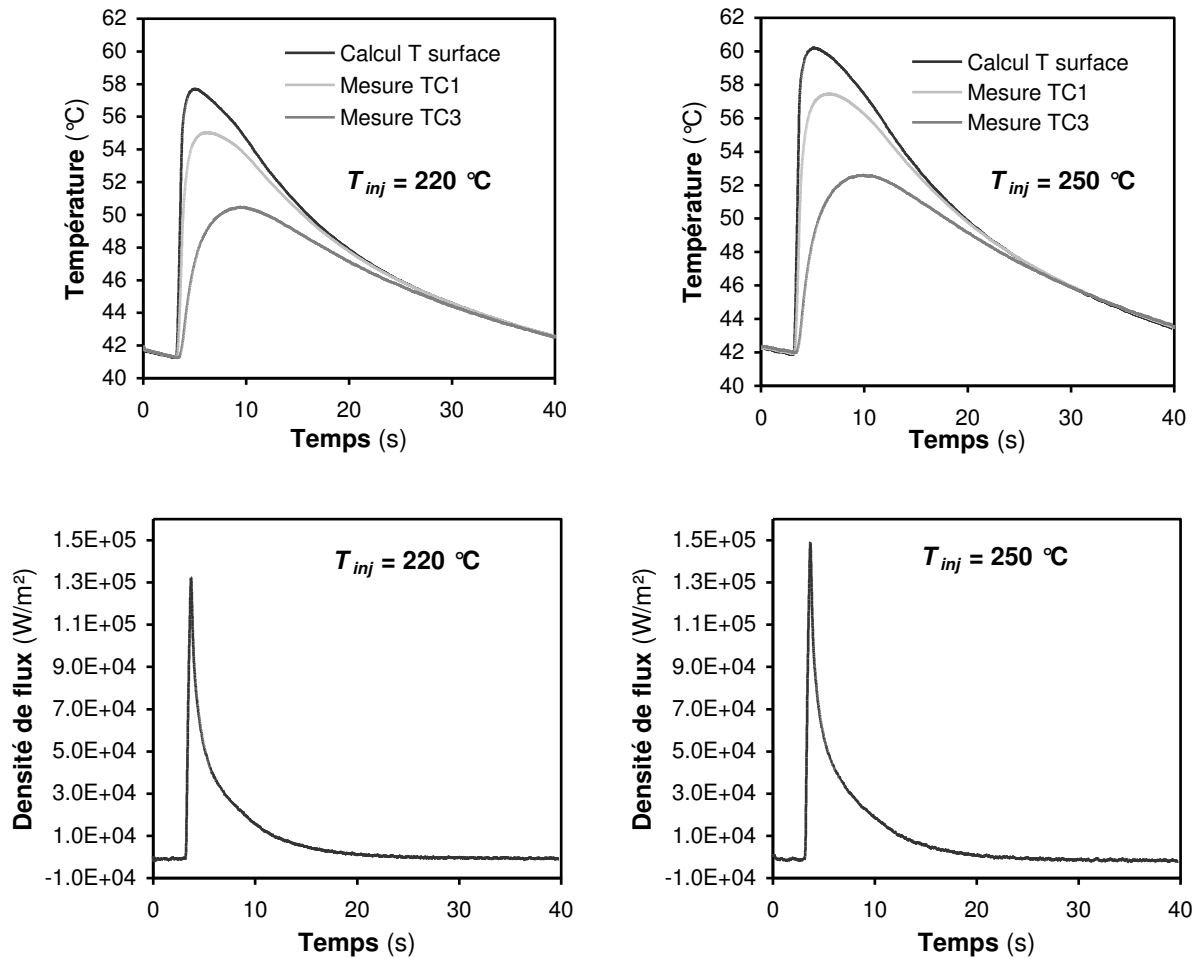 62
60
58
56
54
52
50
48
46
44
42
40
Température (°C)
Calcul T surface
Mesure TC1
Mesure TC3
T inj = 220 °C
0 10 20 30 40
Temps (s)
62
60
58
56
54
52
50
48
46
44
42
40
Température (°C)
Calcul T surface
Mesure TC1
Mesure TC3
T inj = 250 °C
0 10 20 30 40
Temps (s)
1.5E+05
1.3E+05
1.1E+05
9.0E+04
7.0E+04
5.0E+04
3.0E+04
1.0E+04
-1.0E+04
Densité de flux (W/m²)
T inj = 220 °C
0 10 20 30 40
Temps (s)
1.5E+05
1.3E+05
1.1E+05
9.0E+04
7.0E+04
5.0E+04
3.0E+04
1.0E+04
-1.0E+04
Densité de flux (W/m²)
T inj = 250 °C
0 10 20 30 40
Temps (s)